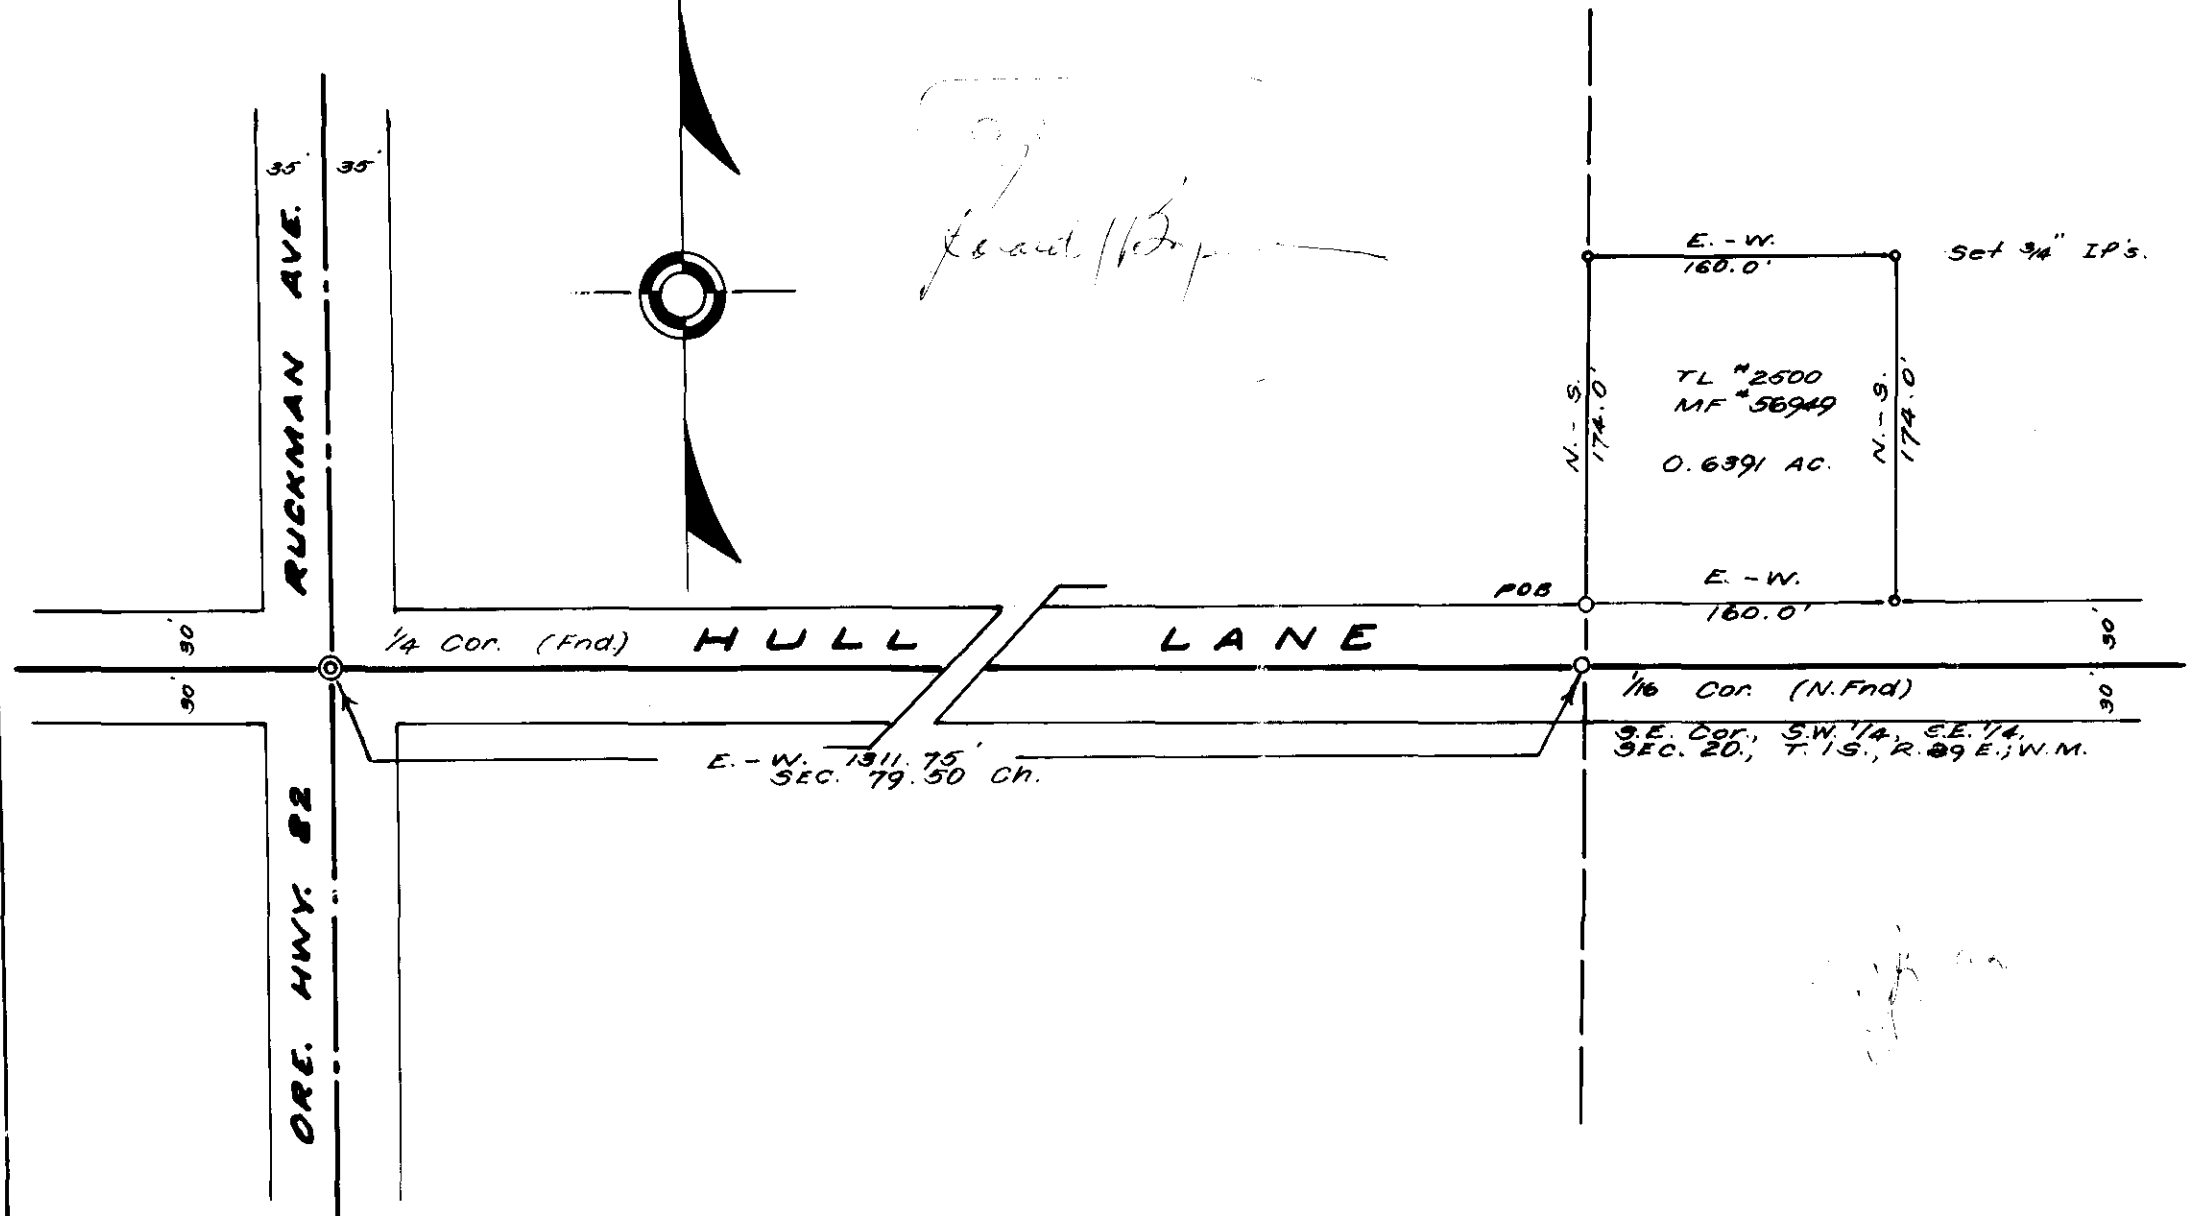 35' 35'
RUCKMAN AVE.
E.-W.
160.0'
Set 3/4" IP's.
N.-S.
174.0'
TL #2500
MF #56949
0.6391 AC.
N.-S.
174.0'
POB
E.-W.
160.0'
30'
1/4 Cor. (Fnd.)
HULL LANE
30'
30'
1/16 Cor. (N.Fnd)
30'
S.E. Cor., S.W. 1/4, S.E. 1/4,
SEC. 20., T. 1 S., R. 39 E.; W.M.
E.-W. 1311.75'
SEC. 79.50 Ch.
ORE. HWY. 82